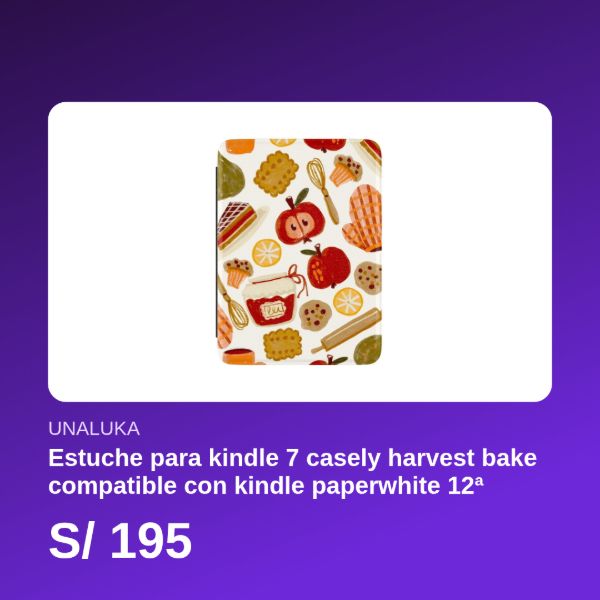 UNALUKA
Estuche para kindle 7 casely harvest bake
compatible con kindle paperwhite 12ª
S/ 195